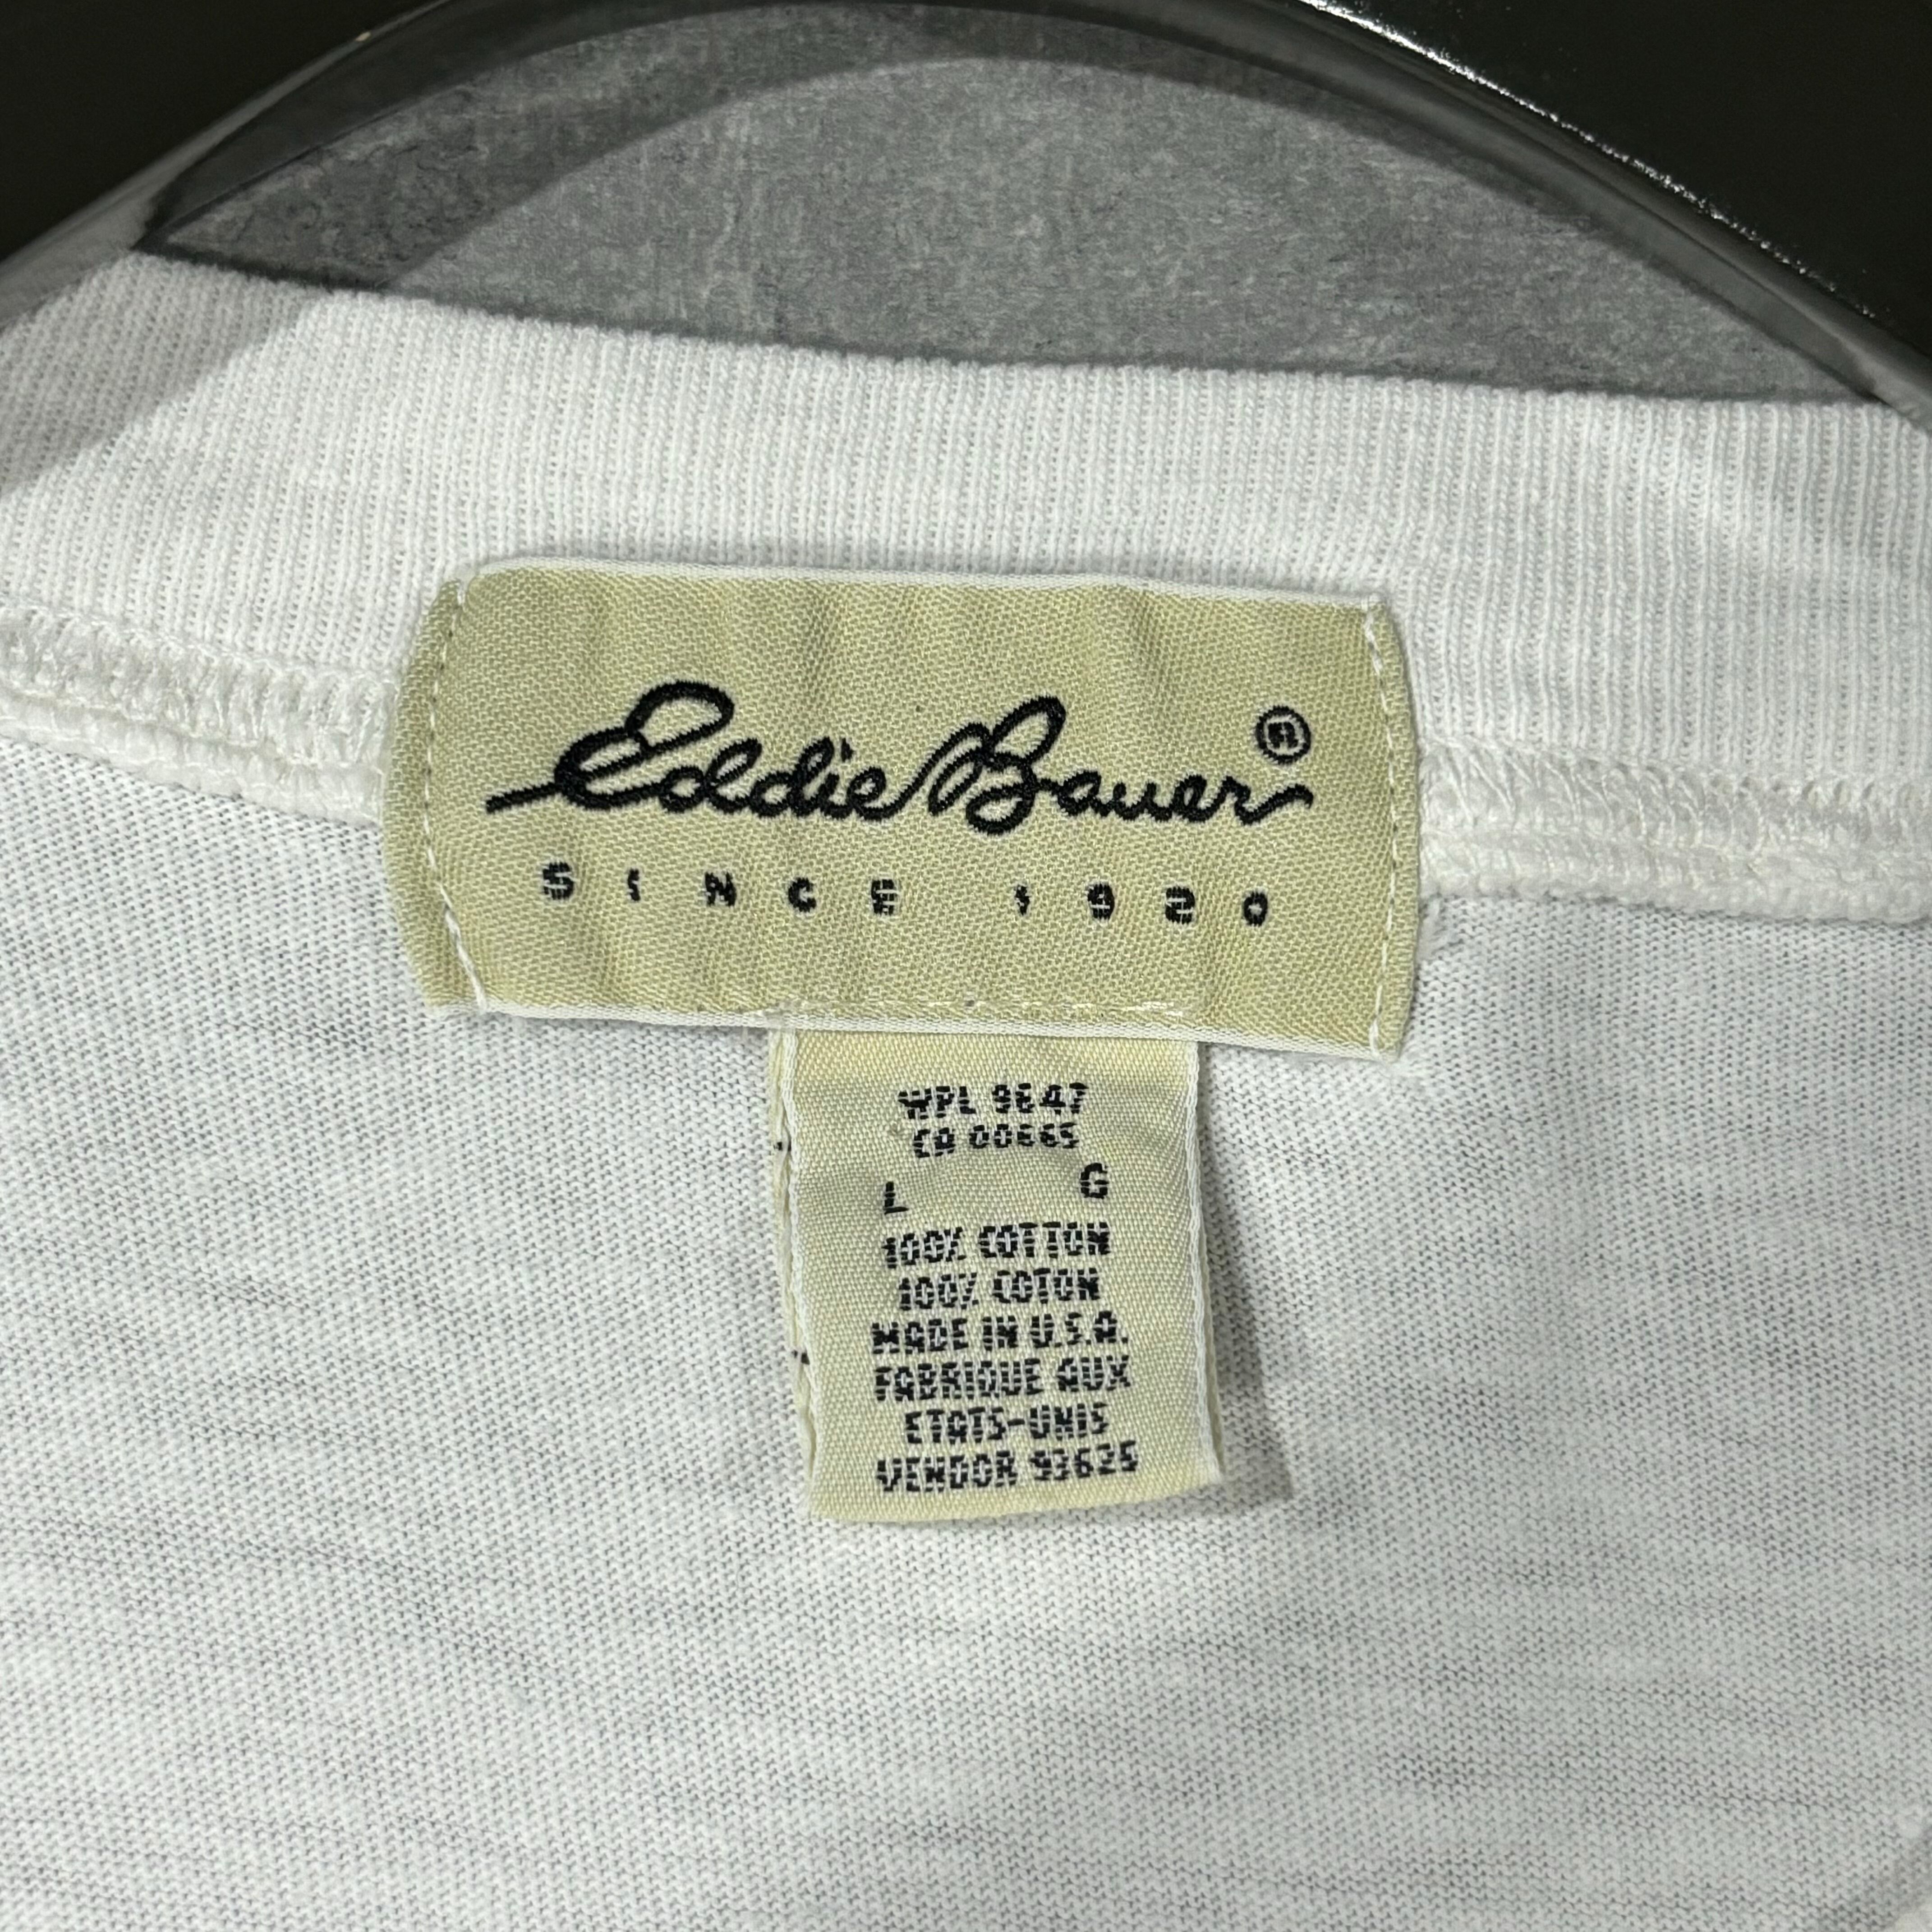 Eddie Bauer ®
SINCE 1920
WPL 9647
CA 00665
L G
100% COTTON
100% COTON
MADE IN U.S.A.
FABRIQUE AUX
ETATS-UNIS
VENDOR 93625